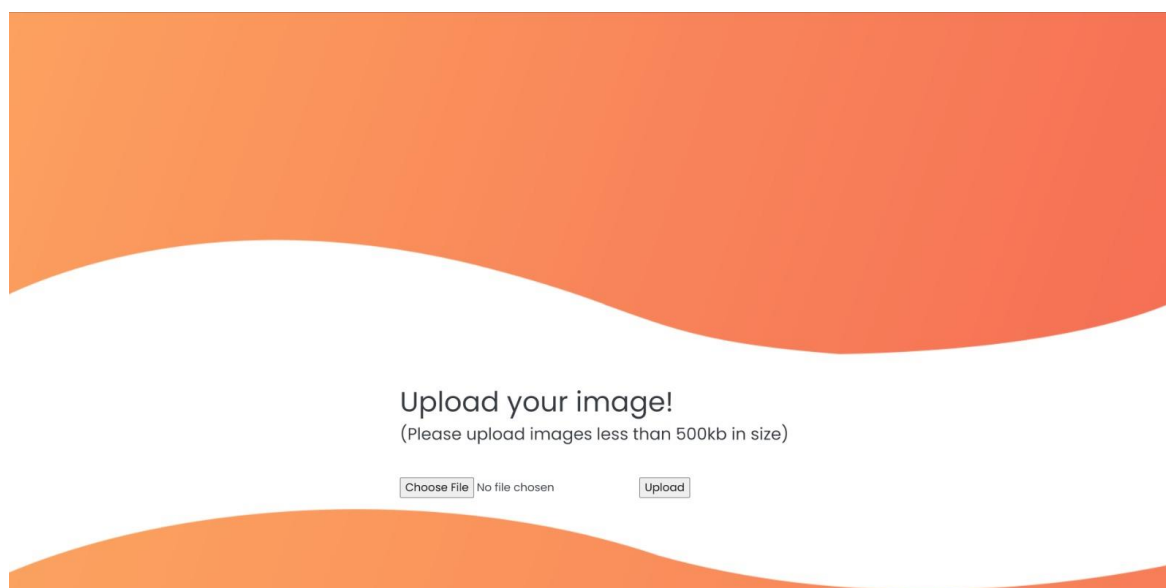 Upload your image!
(Please upload images less than 500kb in size)
Choose File No file chosen Upload